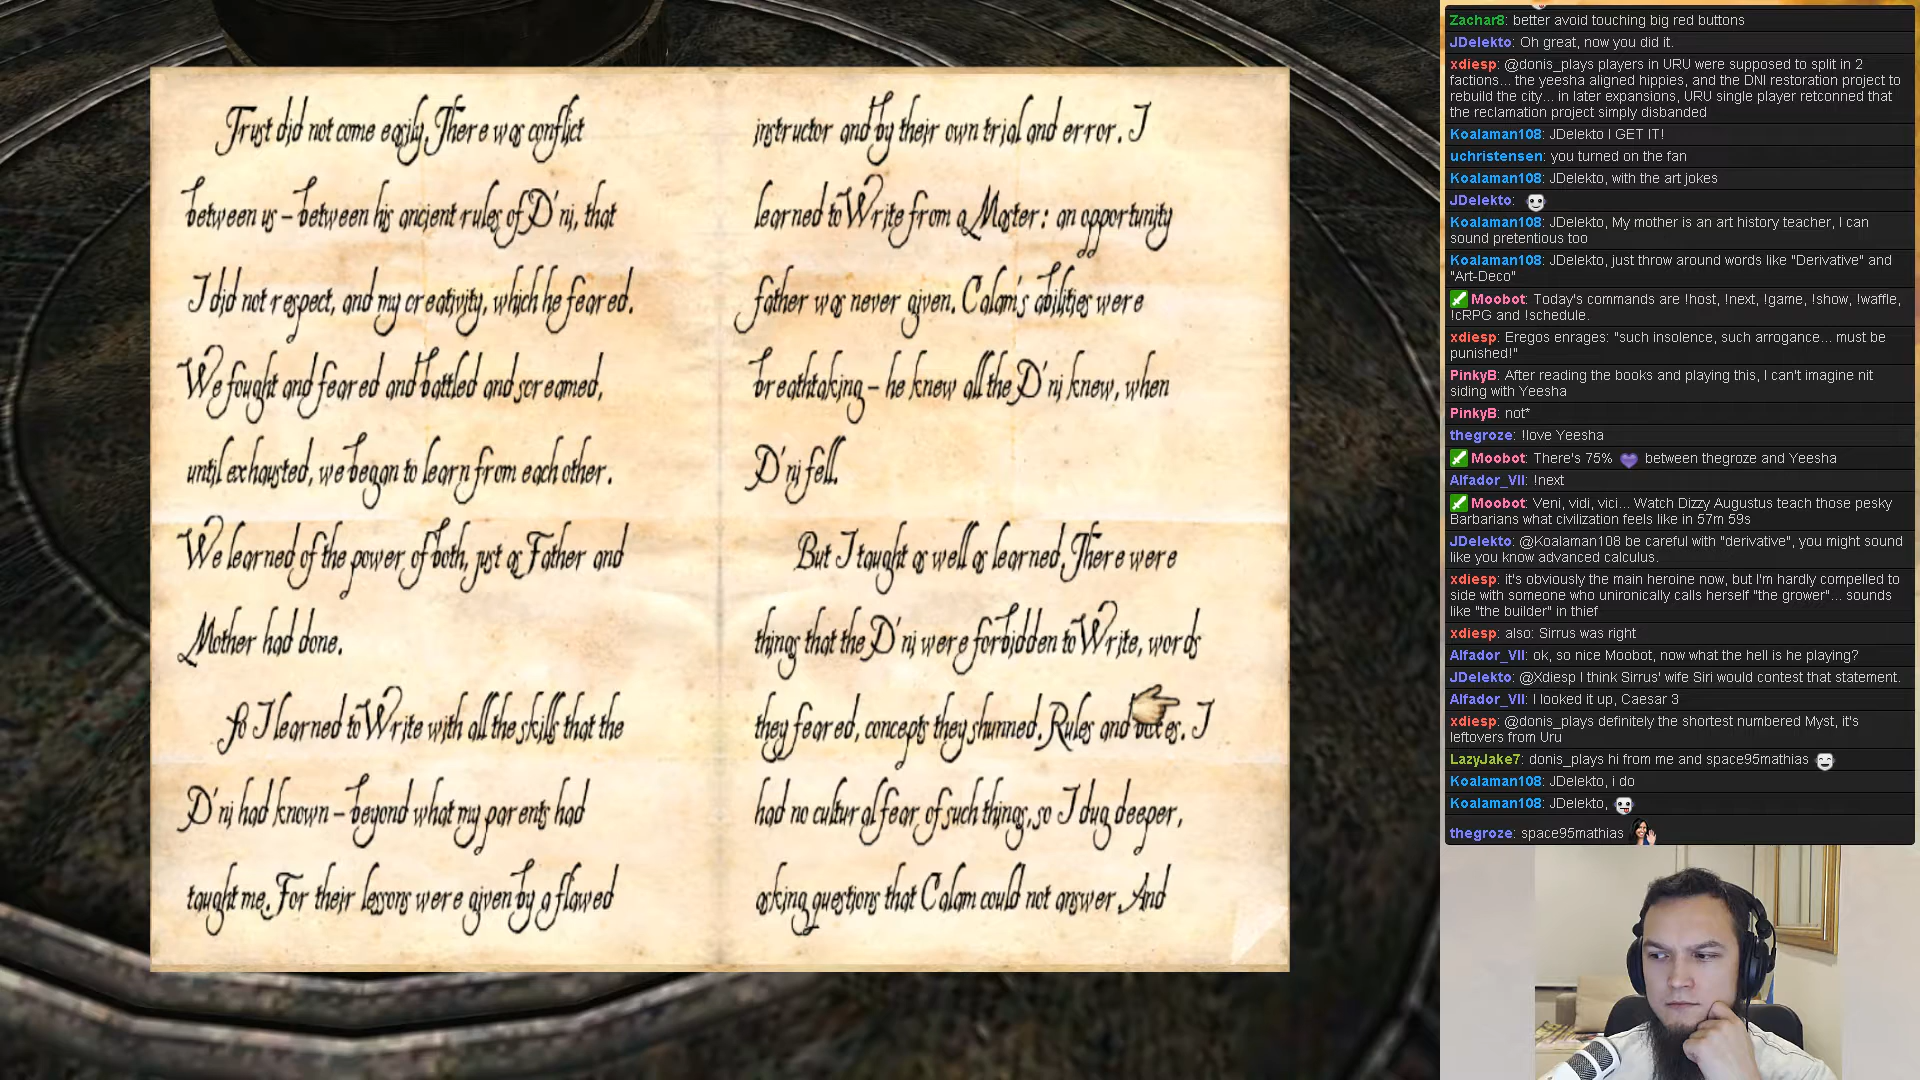 Trust did not come easily. There was conflict
between us – between his ancient rules of D'ni, that
I did not respect, and my creativity, which he feared.
We fought and feared and battled and screamed,
until exhausted, we began to learn from each other.
We learned of the power of both, just as Father and
Mother had done.
So I learned to Write with all the skills that the
D'ni had known – beyond what my parents had
taught me. For their lessons were given by a flawed
instructor and by their own trial and error. I
learned to Write from a Master: an opportunity
father was never given. Calam's abilities were
breathtaking – he knew all the D'ni knew, when
D'ni fell.
But I taught as well as learned. There were
things that the D'ni were forbidden to Write, words
they feared, concepts they shunned. Rules and I
had no cultural fear of such things, so I dug deeper,
asking questions that Calam could not answer. And
Zachar8: better avoid touching big red buttons
JDelekto: Oh great, now you did it.
xdiesp: @donis_plays players in URU were supposed to split in 2
factions... the yeesha aligned hippies, and the DNI restoration project to
rebuild the city... in later expansions, URU single player retconned that
the reclamation project simply disbanded
Koalaman108: JDelekto I GET IT!
uchristensen: you turned on the fan
Koalaman108: JDelekto, with the art jokes
JDelekto:
Koalaman108: JDelekto, My mother is an art history teacher, I can
sound pretentious too
Koalaman108: JDelekto, just throw around words like "Derivative" and
"Art-Deco"
Moobot: Today's commands are !host, !next, !game, !show, !waffle,
!cRPG and !schedule.
xdiesp: Eregos enrages: "such insolence, such arrogance... must be
punished!"
PinkyB: After reading the books and playing this, I can't imagine nit
siding with Yeesha
PinkyB: not*
thegroze: !love Yeesha
Moobot: There's 75% between thegroze and Yeesha
Alfador_VII: !next
Moobot: Veni, vidi, vici... Watch Dizzy Augustus teach those pesky
Barbarians what civilization feels like in 57m 59s
JDelekto: @Koalaman108 be careful with "derivative", you might sound
like you know advanced calculus.
xdiesp: it's obviously the main heroine now, but I'm hardly compelled to
side with someone who unironically calls herself "the grower"... sounds
like "the builder" in thief
xdiesp: also: Sirrus was right
Alfador_VII: ok, so nice Moobot, now what the hell is he playing?
JDelekto: @Xdiesp I think Sirrus' wife Siri would contest that statement.
Alfador_VII: I looked it up, Caesar 3
xdiesp: @donis_plays definitely the shortest numbered Myst, it's
leftovers from Uru
LazyJake7: donis_plays hi from me and space95mathias
Koalaman108: JDelekto, i do
Koalaman108: JDelekto,
thegroze: space95mathias